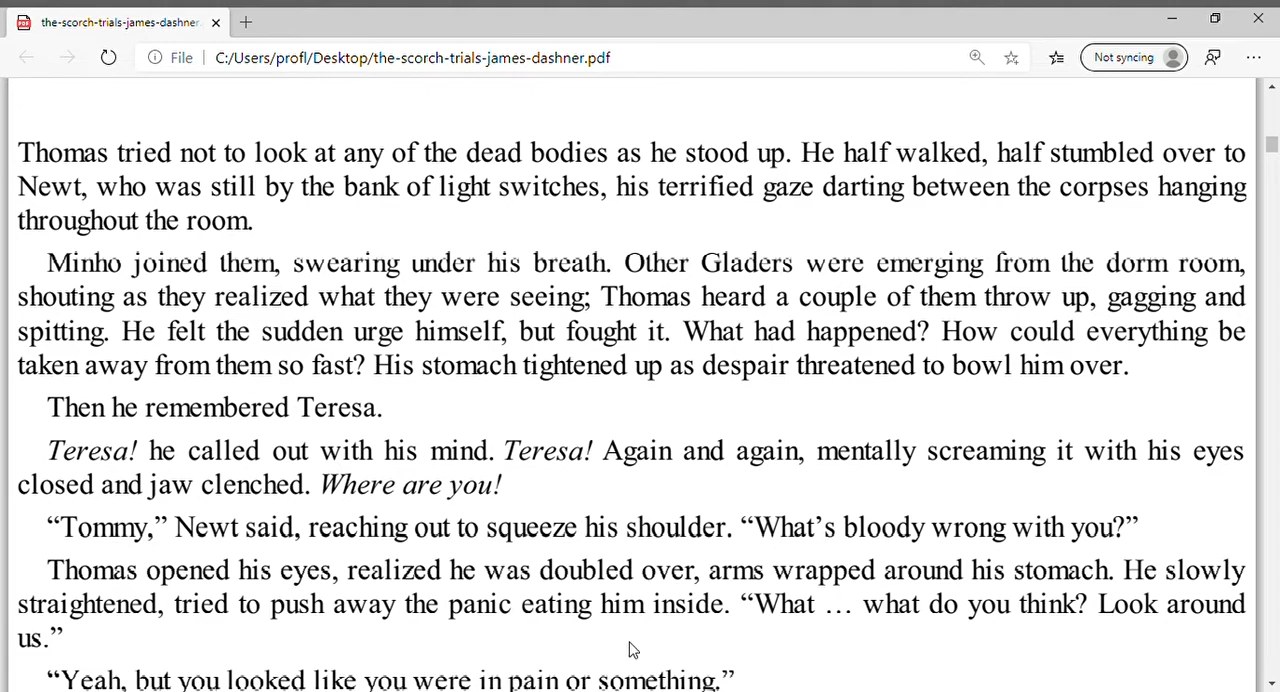 the-scorch-trials-james-dashner
File
C:/Users/profl/Desktop/the-scorch-trials-james-dashner.pdf
Not syncing
Thomas tried not to look at any of the dead bodies as he stood up. He half walked, half stumbled over to
Newt, who was still by the bank of light switches, his terrified gaze darting between the corpses hanging
throughout the room.
Minho joined them, swearing under his breath. Other Gladers were emerging from the dorm room,
shouting as they realized what they were seeing; Thomas heard a couple of them throw up, gagging and
spitting. He felt the sudden urge himself, but fought it. What had happened? How could everything be
taken away from them so fast? His stomach tightened up as despair threatened to bowl him over.
Then he remembered Teresa.
Teresa! he called out with his mind. Teresa! Again and again, mentally screaming it with his eyes
closed and jaw clenched. Where are you!
“Tommy,” Newt said, reaching out to squeeze his shoulder. “What’s bloody wrong with you?”
Thomas opened his eyes, realized he was doubled over, arms wrapped around his stomach. He slowly
straightened, tried to push away the panic eating him inside. “What … what do you think? Look around
us.”
“Yeah, but you looked like you were in pain or something.”